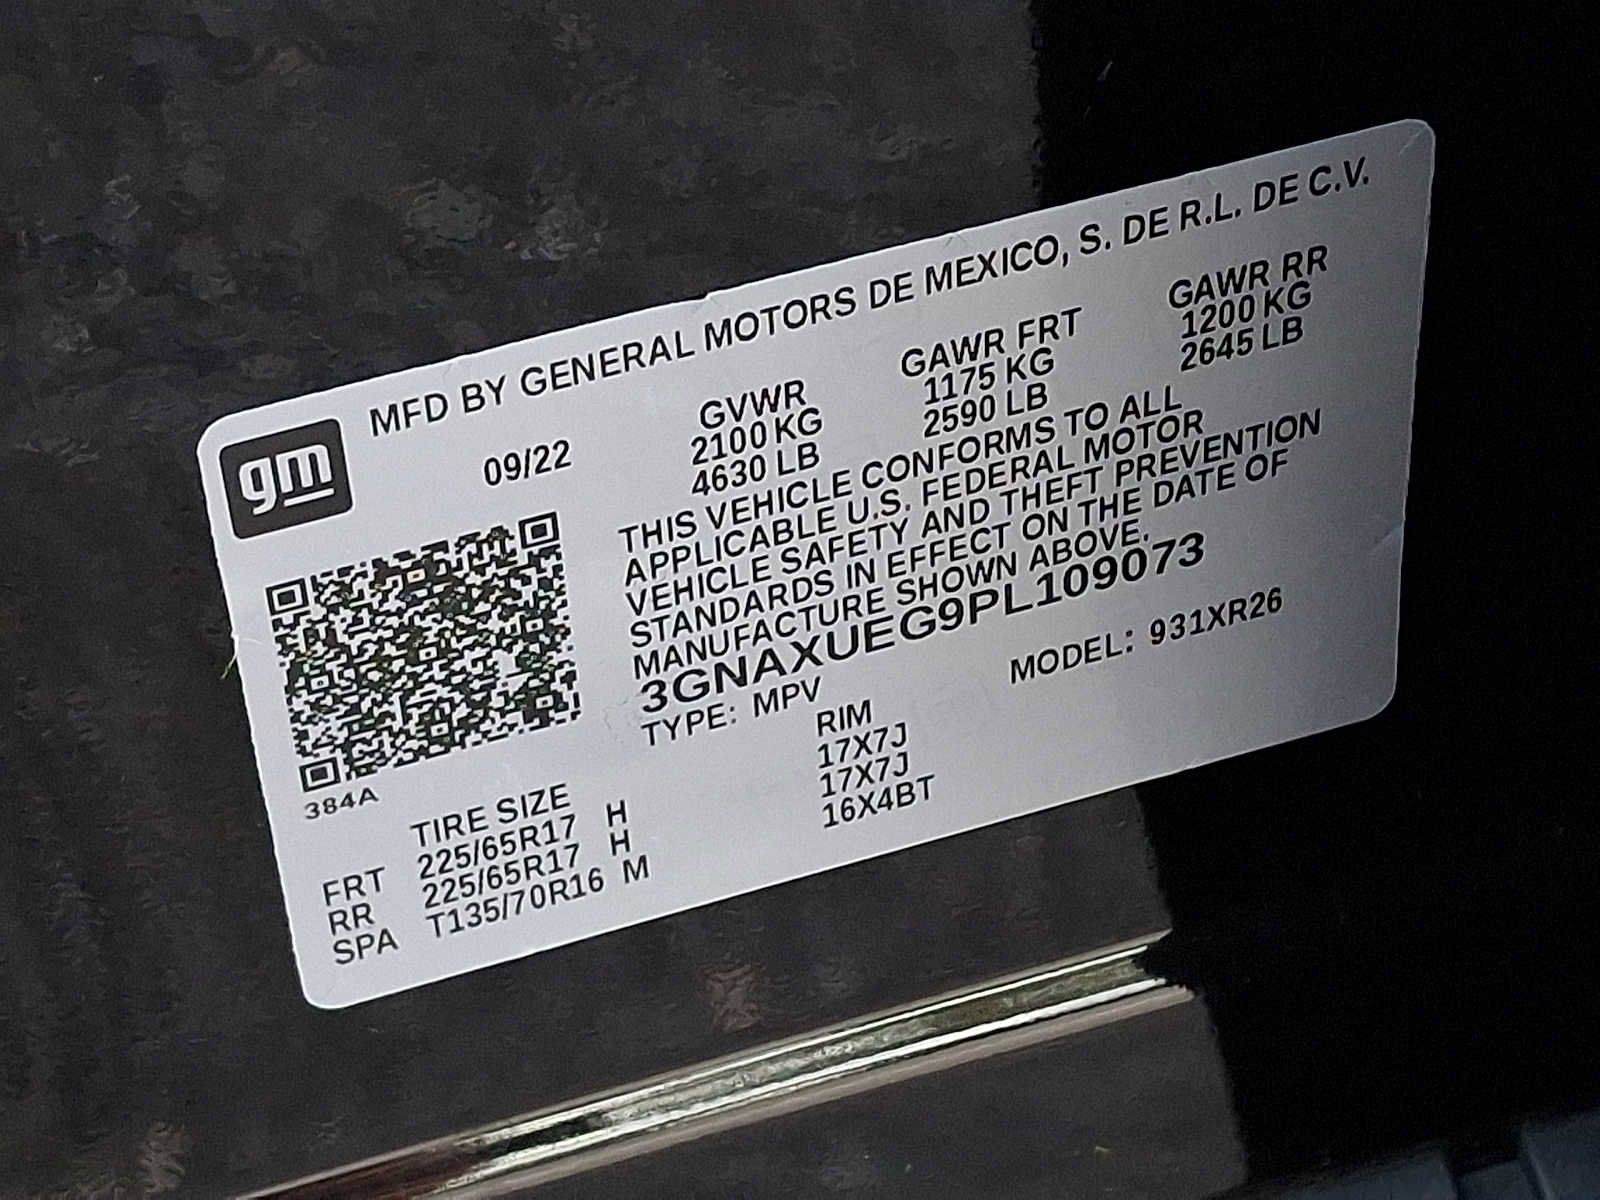 gm
MFD BY GENERAL MOTORS DE MEXICO, S. DE R.L. DE C.V.
09/22
GVWR GAWR FRT GAWR RR
2100 KG 1175 KG 1200 KG
4630 LB 2590 LB 2645 LB
THIS VEHICLE CONFORMS TO ALL
APPLICABLE U.S. FEDERAL MOTOR
VEHICLE SAFETY AND THEFT PREVENTION
STANDARDS IN EFFECT ON THE DATE OF
MANUFACTURE SHOWN ABOVE.
3GNAXUEG9PL109073
TYPE: MPV MODEL: 931XR26
384A
TIRE SIZE RIM
FRT 225/65R17 H 17X7J
RR 225/65R17 H 17X7J
SPA T135/70R16 M 16X4BT